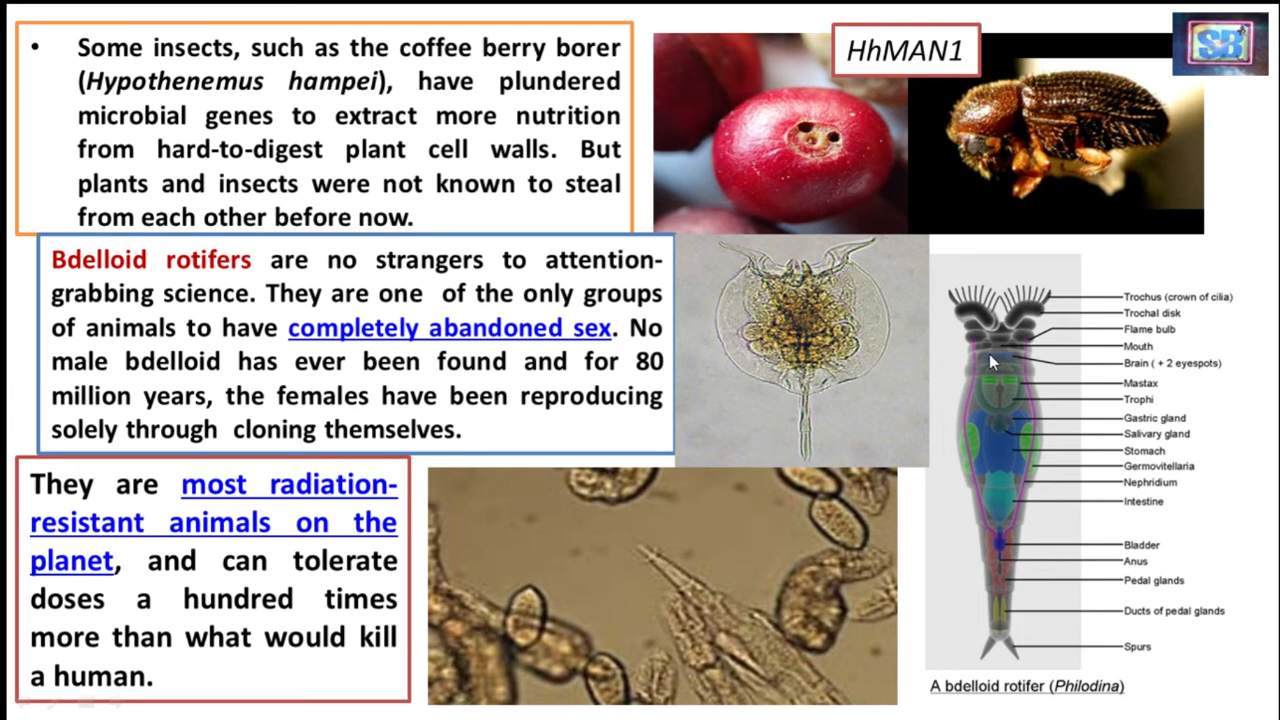 • Some insects, such as the coffee berry borer
(Hypothenemus hampei), have plundered
microbial genes to extract more nutrition
from hard-to-digest plant cell walls. But
plants and insects were not known to steal
from each other before now.
HhMAN1
SB
Bdelloid rotifers are no strangers to attention-
grabbing science. They are one of the only groups
of animals to have completely abandoned sex. No
male bdelloid has ever been found and for 80
million years, the females have been reproducing
solely through cloning themselves.
They are most radiation-
resistant animals on the
planet, and can tolerate
doses a hundred times
more than what would kill
a human.
Trochus (crown of cilia)
Trochal disk
Flame bulb
Mouth
Brain ( + 2 eyespots)
Mastax
Trophi
Gastric gland
Salivary gland
Stomach
Germovitellaria
Nephridium
Intestine
Bladder
Anus
Pedal glands
Ducts of pedal glands
Spurs
A bdelloid rotifer (Philodina)